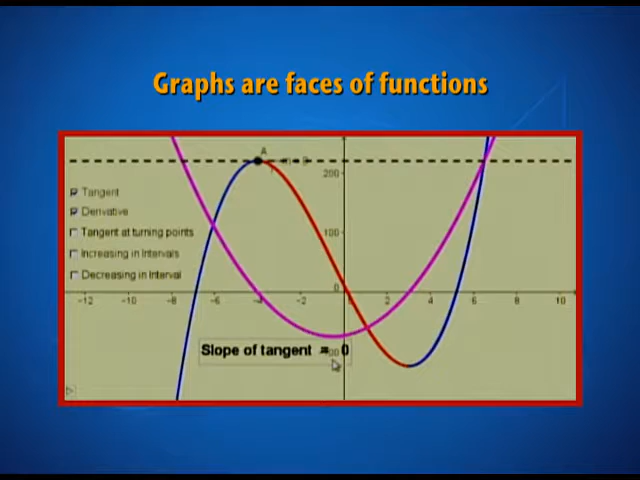 Graphs are faces of functions
A
200
Tangent
Derivative
Tangent at turning points
100
Increasing in Intervals
Decreasing in Interval
0
-12 -10 -8 -6 -4 -2 2 4 6 8 10
Slope of tangent = 0